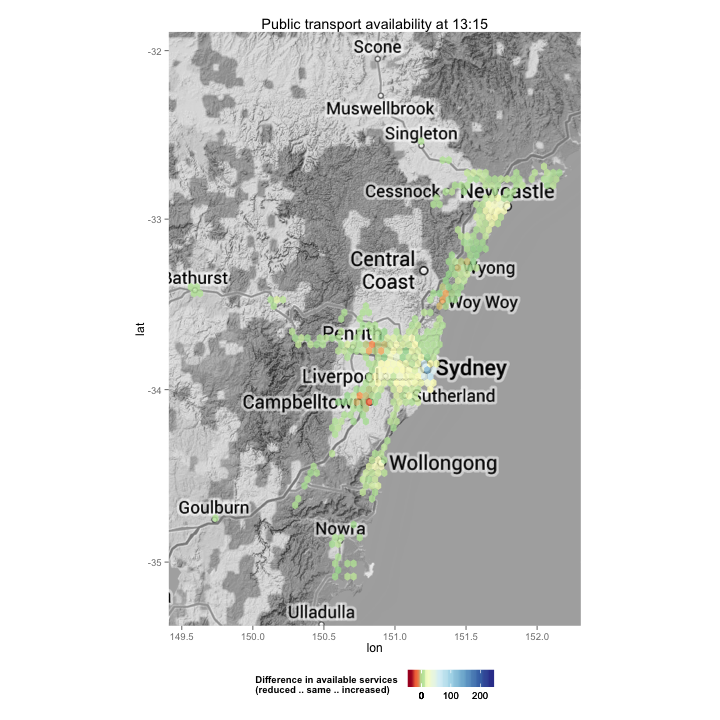 Public transport availability at 13:15
Scone
Muswellbrook
Singleton
Cessnock
Newcastle
Central
Coast
Wyong
Bathurst
Woy Woy
Penrith
Sydney
Liverpool
Campbelltown
Sutherland
Wollongong
Goulburn
Nowra
Ulladulla
lat
-32
-33
-34
-35
149.5 150.0 150.5 151.0 151.5 152.0
lon
Difference in available services
(reduced .. same .. increased)
0 100 200